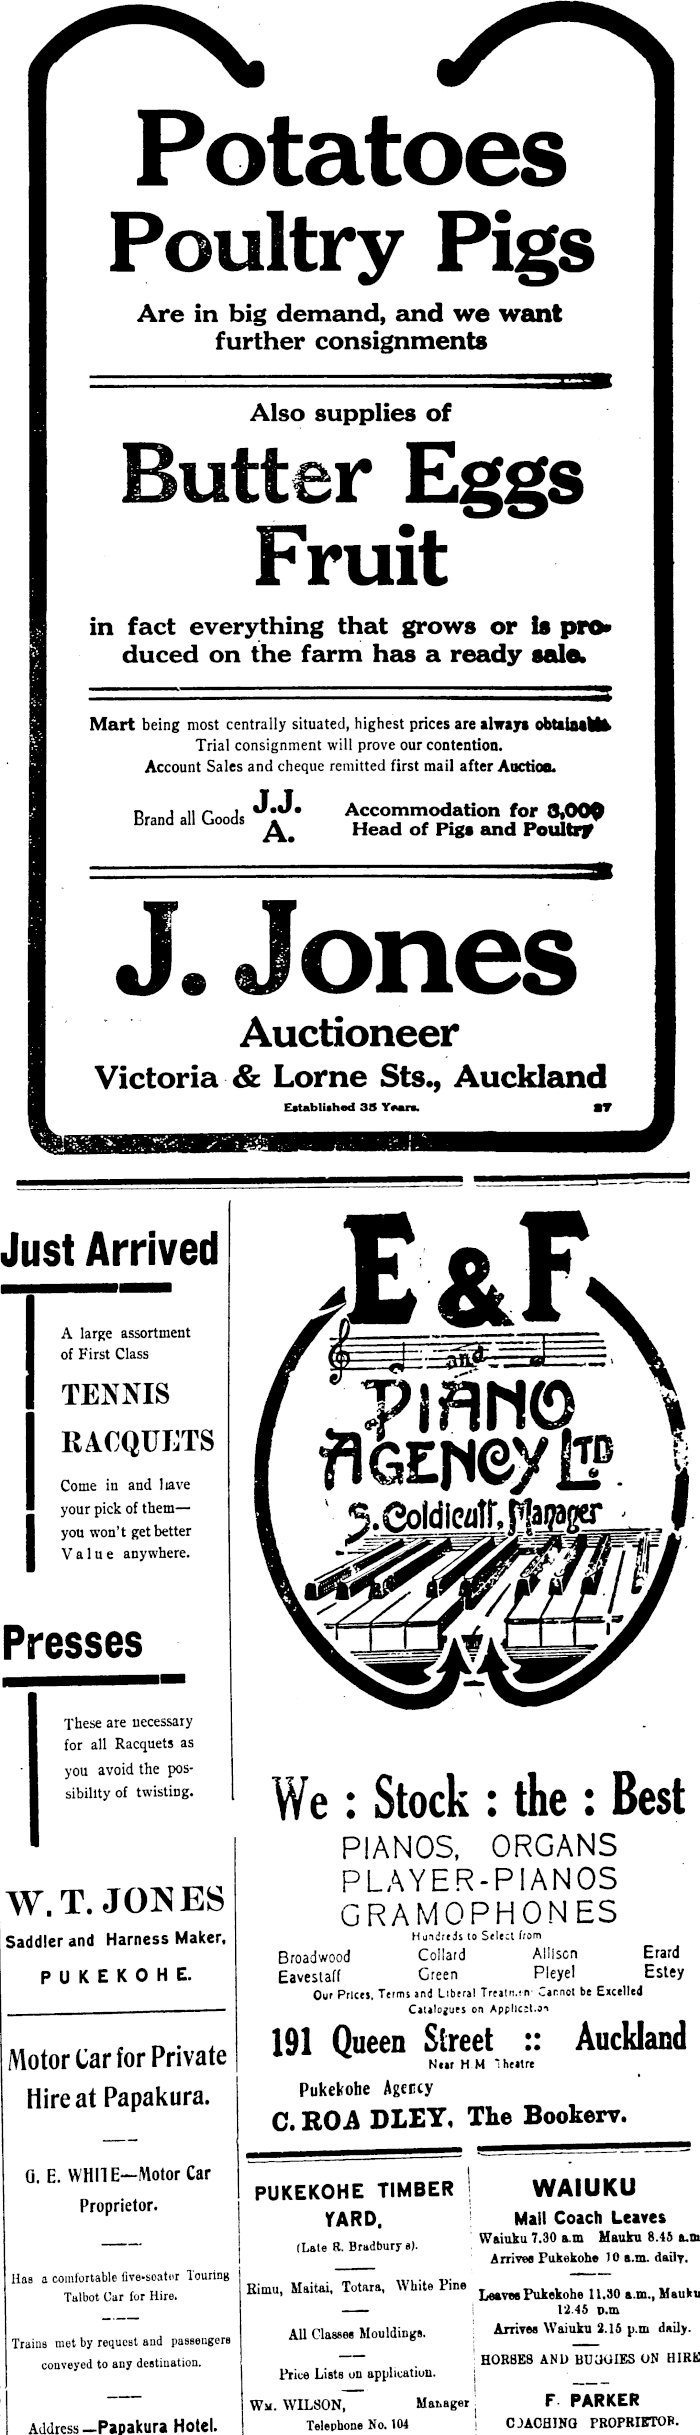 Potatoes
Poultry Pigs
Are in big demand, and we want
further consignments
Also supplies of
Butter Eggs
Fruit
in fact everything that grows or is pro-
duced on the farm has a ready sale.
Mart being most centrally situated, highest prices are always obtainable
Trial consignment will prove our contention.
Account Sales and cheque remitted first mail after Auction.
Brand all Goods J.J.
A.
Accommodation for 3,000
Head of Pigs and Poultry
J. Jones
Auctioneer
Victoria & Lorne Sts., Auckland
Established 35 Years. 27
Just Arrived
A large assortment
of First Class
TENNIS
RACQUETS
Come in and have
your pick of them—
you won't get better
Value anywhere.
Presses
These are necessary
for all Racquets as
you avoid the pos-
sibility of twisting.
W. T. JONES
Saddler and Harness Maker,
PUKEKOHE.
Motor Car for Private
Hire at Papakura.
G. E. WHITE—Motor Car
Proprietor.
Has a comfortable five-seater Touring
Talbot Car for Hire.
Trains met by request and passengers
conveyed to any destination.
Address—Papakura Hotel.
E & F
and
PIANO
AGENCY LTD
S. Coldicutt, Manager
We : Stock : the : Best
PIANOS, ORGANS
PLAYER-PIANOS
GRAMOPHONES
Hundreds to Select from
Broadwood Collard Allison Erard
Eavestaff Green Pleyel Estey
Our Prices, Terms and Liberal Treatment Cannot be Excelled
Catalogues on Application
191 Queen Street :: Auckland
Near H M Theatre
Pukekohe Agency
C. ROADLEY, The Bookery.
PUKEKOHE TIMBER
YARD,
(Late R. Bradbury's).
Rimu, Maitai, Totara, White Pine
All Classes Mouldings.
Price Lists on application.
WM. WILSON, Manager
Telephone No. 104
WAIUKU
Mail Coach Leaves
Waiuku 7.30 a.m Mauku 8.45 a.m
Arrives Pukekohe 10 a.m. daily.
Leaves Pukekohe 11.30 a.m., Mauku
12.45 p.m
Arrives Waiuku 2.15 p.m daily.
HORSES AND BUGGIES ON HIRE
F. PARKER
COACHING PROPRIETOR.